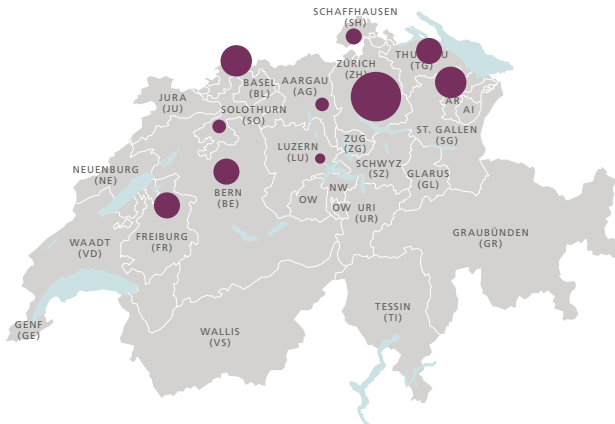 SCHAFFHAUSEN
(SH)
ZÜRICH
(ZH)
(TG)
BASEL
(BL)
AARGAU
(AG)
JURA
(JU)
SOLOTHURN
(SO)
AR
AI
ST. GALLEN
(SG)
LUZERN
(LU)
ZUG
(ZG)
SCHWYZ
(SZ)
GLARUS
(GL)
NEUENBURG
(NE)
BERN
(BE)
NW
OW
OW URI
(UR)
FREIBURG
(FR)
WAADT
(VD)
GRAUBÜNDEN
(GR)
TESSIN
(TI)
GENF
(GE)
WALLIS
(VS)